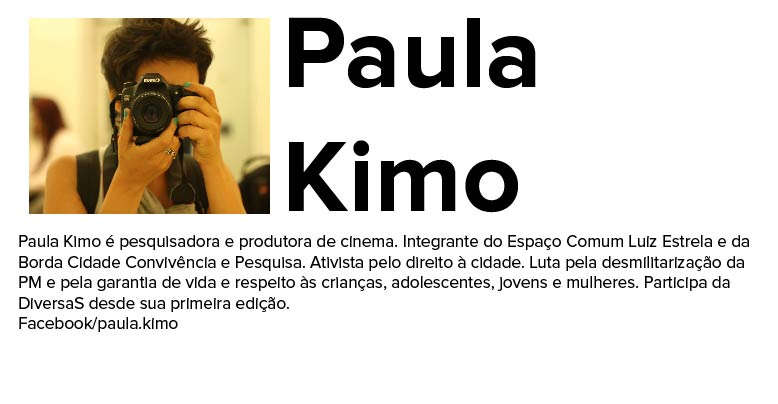 Paula
Kimo
Paula Kimo é pesquisadora e produtora de cinema. Integrante do Espaço Comum Luiz Estrela e da
Borda Cidade Convivência e Pesquisa. Ativista pelo direito à cidade. Luta pela desmilitarização da
PM e pela garantia de vida e respeito às crianças, adolescentes, jovens e mulheres. Participa da
DiversaS desde sua primeira edição.
Facebook/paula.kimo